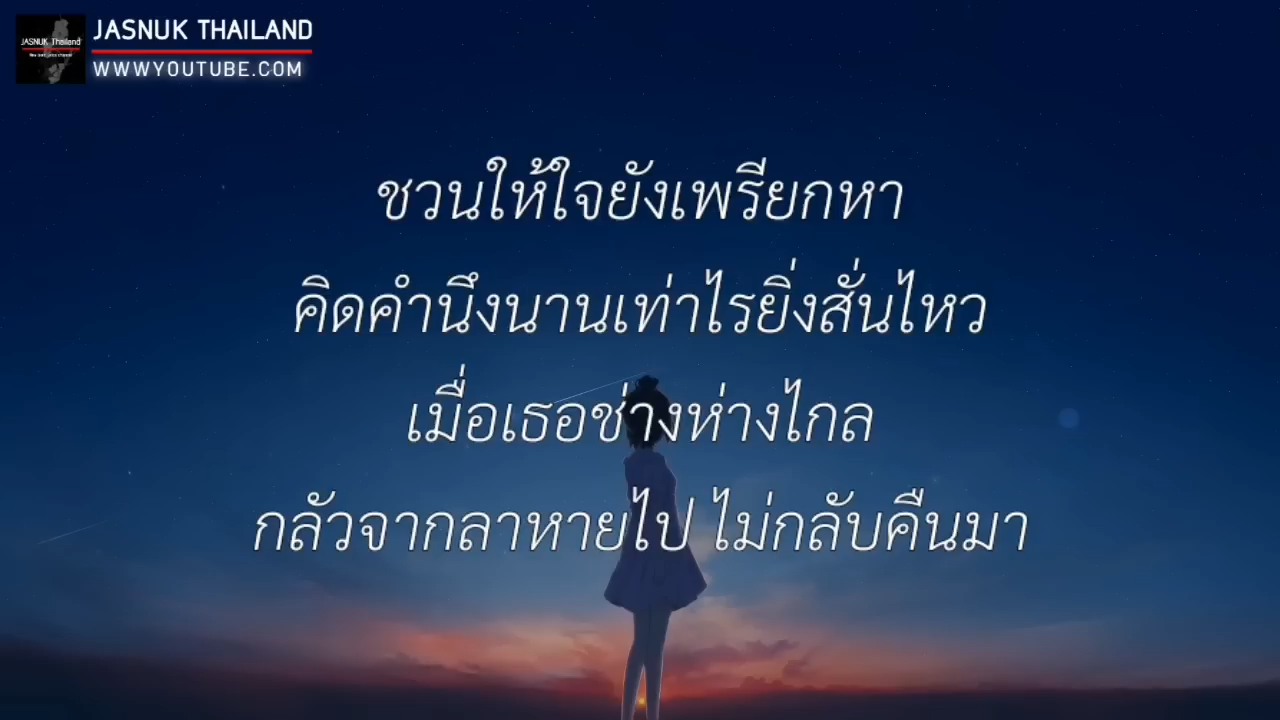 JASNUK THAILAND
WWWYOUTUBE.COM
JASNUK Thailand
ชวนให้ใจยังเพรียกหา
คิดคำนึงนานเท่าไรยิ่งสั่นไหว
เมื่อเธอช่างห่างไกล
กลัวจากลาหายไป ไม่กลับคืนมา